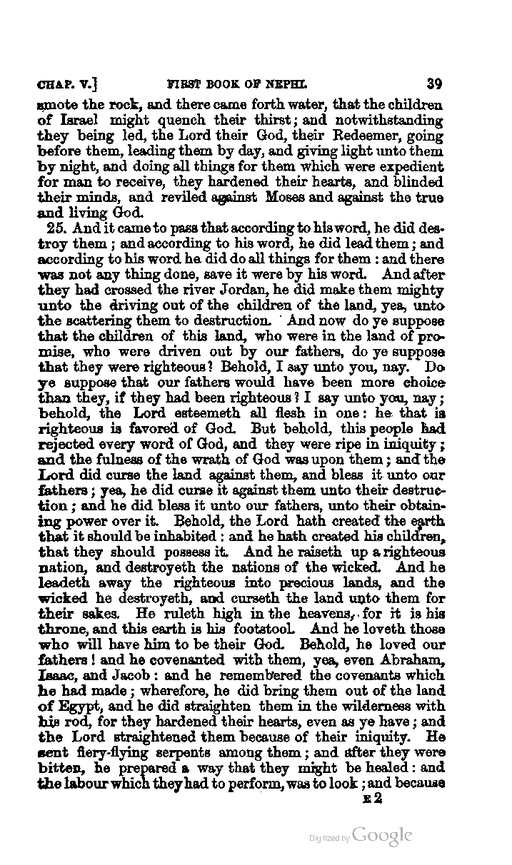 CHAP. V.] FIRST BOOK OF NEPHI. 39
smote the rock, and there came forth water, that the children
of Israel might quench their thirst; and notwithstanding
they being led, the Lord their God, their Redeemer, going
before them, leading them by day, and giving light unto them
by night, and doing all things for them which were expedient
for man to receive, they hardened their hearts, and blinded
their minds, and reviled against Moses and against the true
and living God.
25. And it came to pass that according to his word, he did des-
troy them; and according to his word, he did lead them; and
according to his word he did do all things for them: and there
was not any thing done, save it were by his word. And after
they had crossed the river Jordan, he did make them mighty
unto the driving out of the children of the land, yea, unto
the scattering them to destruction. And now do ye suppose
that the children of this land, who were in the land of pro-
mise, who were driven out by our fathers, do ye suppose
that they were righteous? Behold, I say unto you, nay. Do
ye suppose that our fathers would have been more choice
than they, if they had been righteous? I say unto you, nay;
behold, the Lord esteemeth all flesh in one: he that is
righteous is favored of God. But behold, this people had
rejected every word of God, and they were ripe in iniquity;
and the fulness of the wrath of God was upon them; and the
Lord did curse the land against them, and bless it unto our
fathers; yea, he did curse it against them unto their destruc-
tion; and he did bless it unto our fathers, unto their obtain-
ing power over it. Behold, the Lord hath created the earth
that it should be inhabited: and he hath created his children,
that they should possess it. And he raiseth up a righteous
nation, and destroyeth the nations of the wicked. And he
leadeth away the righteous into precious lands, and the
wicked he destroyeth, and curseth the land unto them for
their sakes. He ruleth high in the heavens, for it is his
throne, and this earth is his footstool. And he loveth those
who will have him to be their God. Behold, he loved our
fathers! and he covenanted with them, yea, even Abraham,
Isaac, and Jacob: and he remembered the covenants which
he had made; wherefore, he did bring them out of the land
of Egypt, and he did straighten them in the wilderness with
his rod, for they hardened their hearts, even as ye have; and
the Lord straightened them because of their iniquity. He
sent fiery-flying serpents among them; and after they were
bitten, he prepared a way that they might be healed: and
the labour which they had to perform, was to look; and because
E 2
Digitized by Google